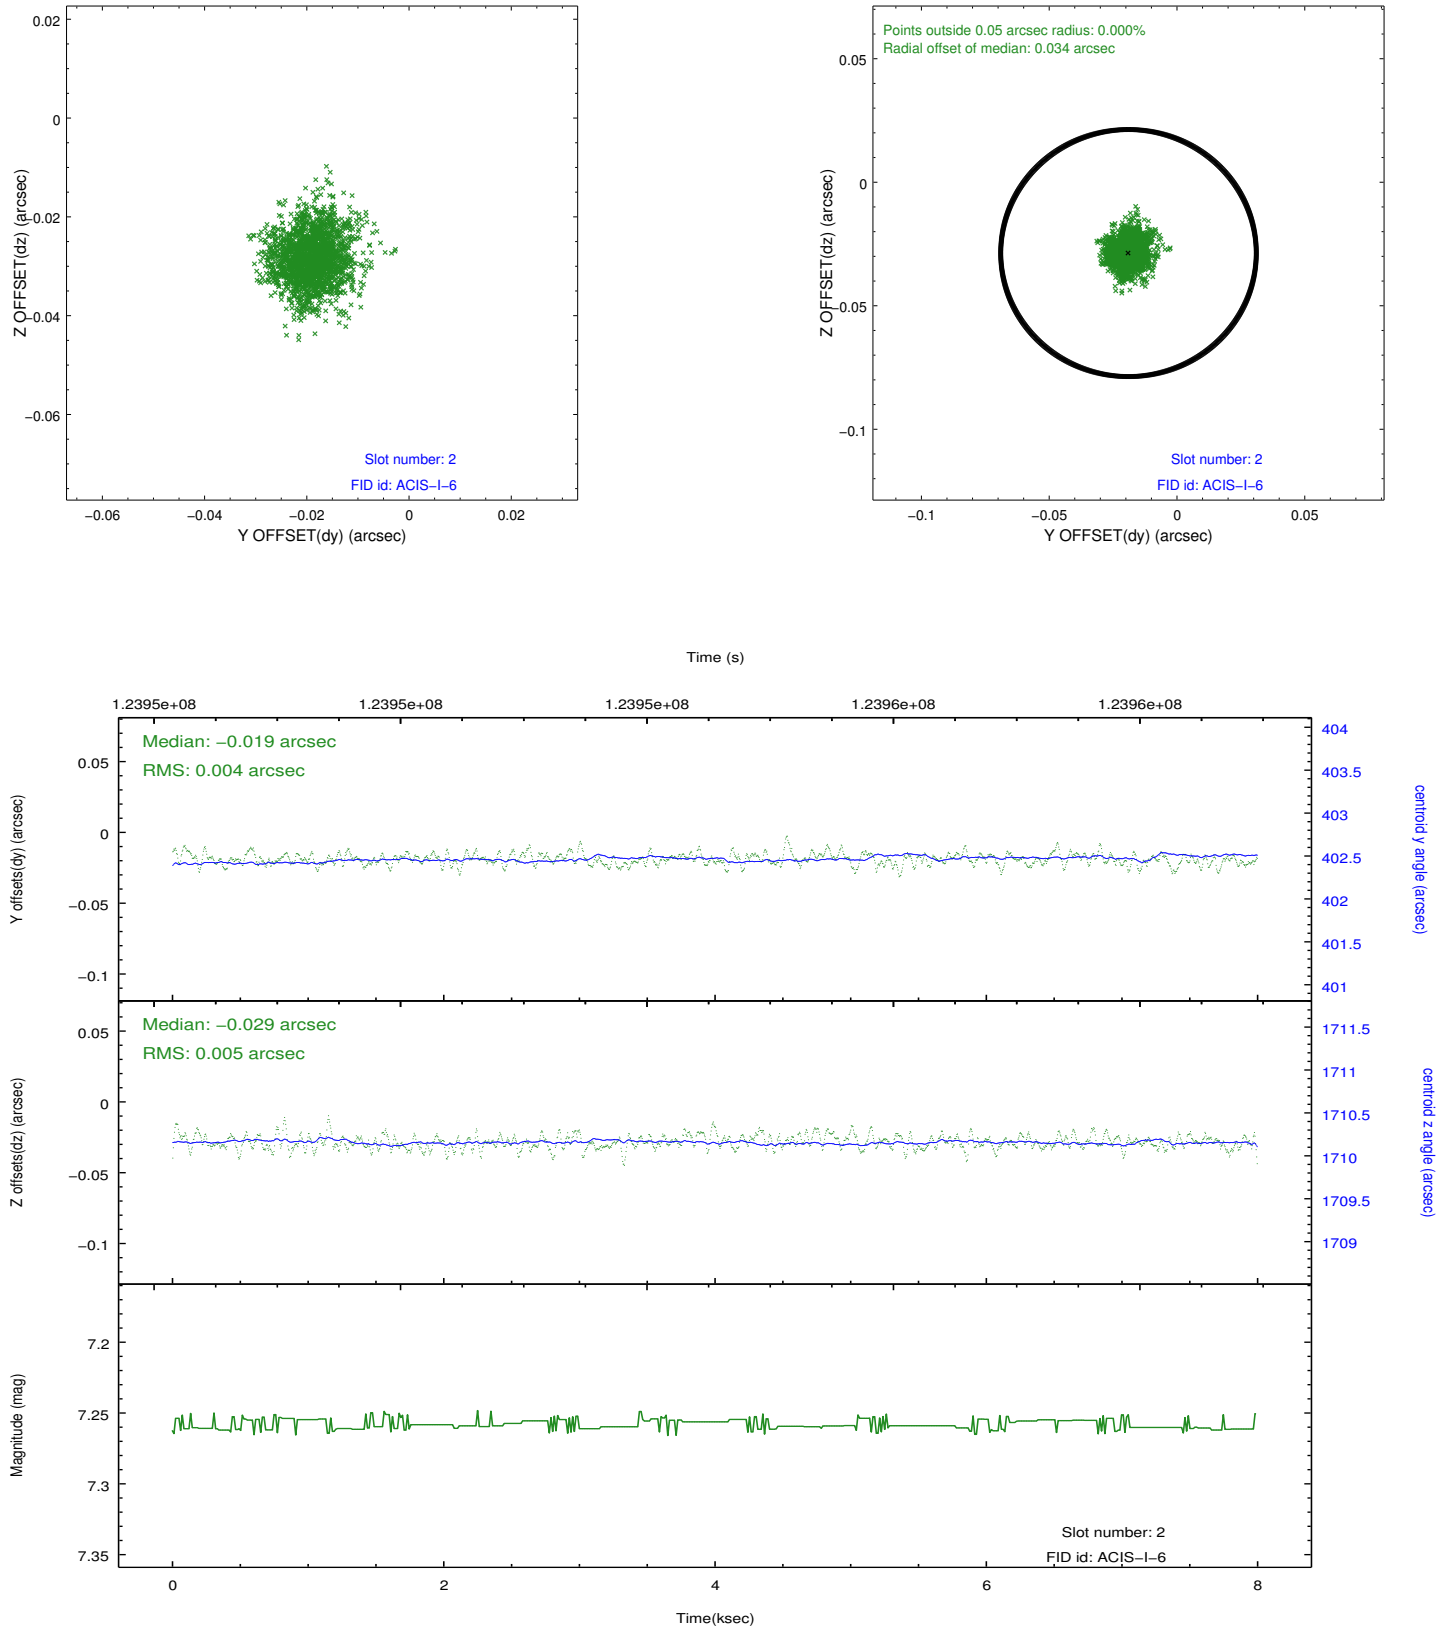 0.02
0
−0.02
−0.04
−0.06
Z OFFSET(dz) (arcsec)
Slot number: 2
FID id: ACIS−I−6
−0.06
−0.04
−0.02
0
0.02
Y OFFSET(dy) (arcsec)
Points outside 0.05 arcsec radius: 0.000%
Radial offset of median: 0.034 arcsec
0.05
0
−0.05
−0.1
Z OFFSET(dz) (arcsec)
Slot number: 2
FID id: ACIS−I−6
−0.1
−0.05
0
0.05
Y OFFSET(dy) (arcsec)
Time (s)
1.2395e+08
1.2395e+08
1.2395e+08
1.2396e+08
1.2396e+08
Median: −0.019 arcsec
RMS: 0.004 arcsec
0.05
0
−0.05
−0.1
Y offsets(dy) (arcsec)
404
403.5
403
402.5
402
401.5
401
centroid y angle (arcsec)
Median: −0.029 arcsec
RMS: 0.005 arcsec
0.05
0
−0.05
−0.1
Z offsets(dz) (arcsec)
1711.5
1711
1710.5
1710
1709.5
1709
centroid z angle (arcsec)
7.2
7.25
7.3
7.35
Magnitude (mag)
Slot number: 2
FID id: ACIS−I−6
0
2
4
6
8
Time(ksec)